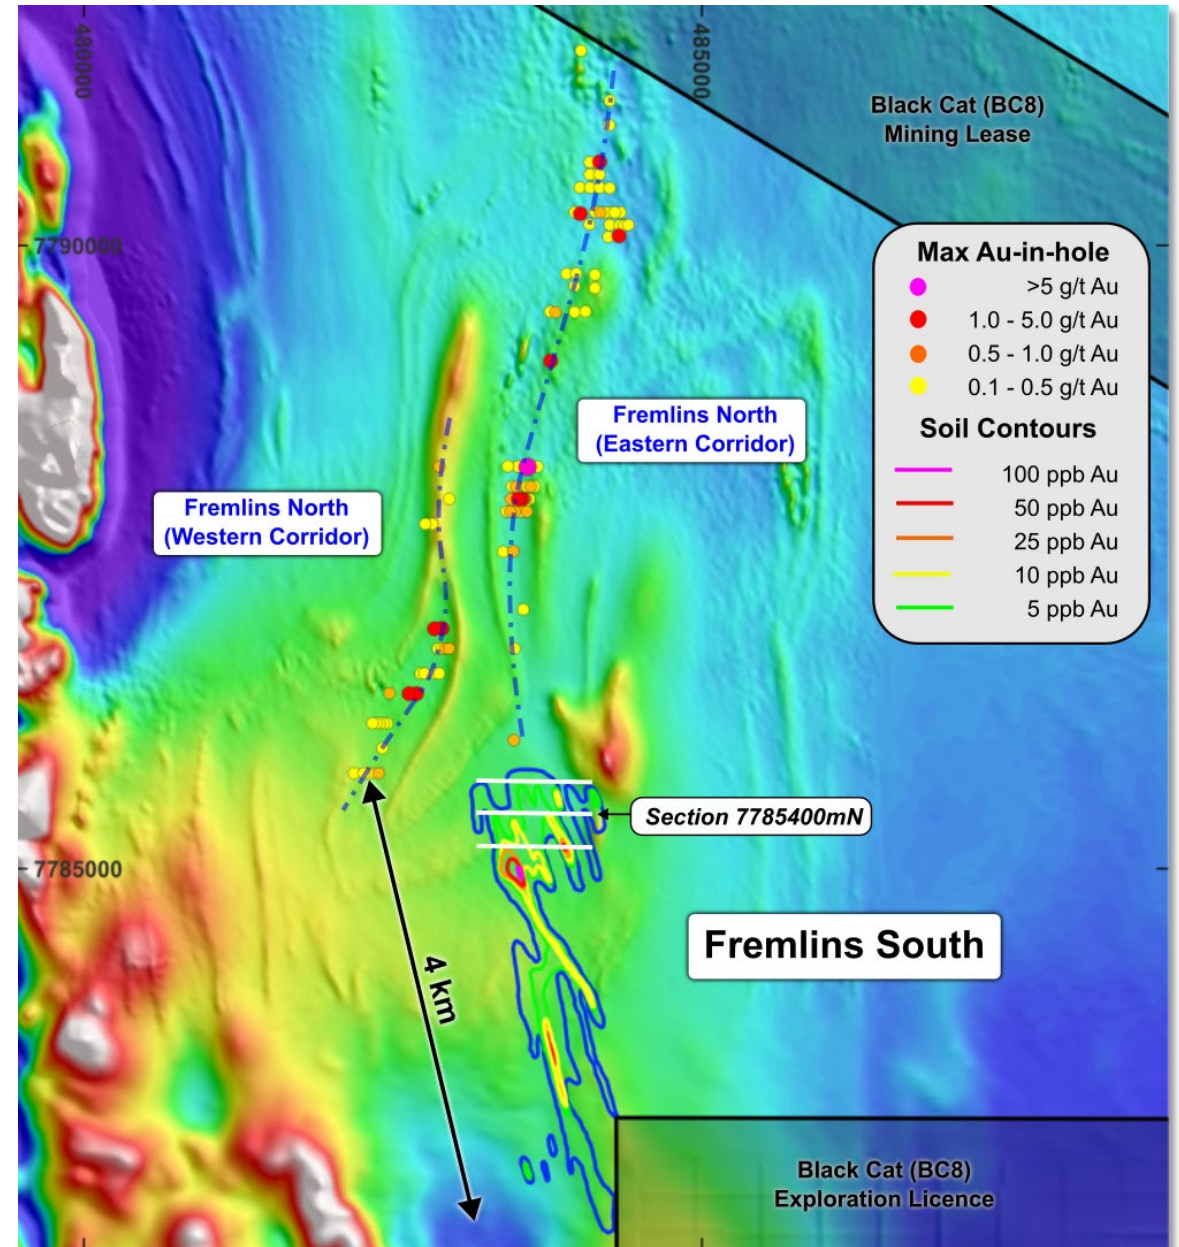 480000
485000
Black Cat (BC8)
Mining Lease
7790000
Max Au-in-hole
>5 g/t Au
1.0 - 5.0 g/t Au
0.5 - 1.0 g/t Au
0.1 - 0.5 g/t Au
Soil Contours
100 ppb Au
50 ppb Au
25 ppb Au
10 ppb Au
5 ppb Au
Fremlins North
(Eastern Corridor)
Fremlins North
(Western Corridor)
Section 7785400mN
7785000
Fremlins South
4 km
Black Cat (BC8)
Exploration Licence